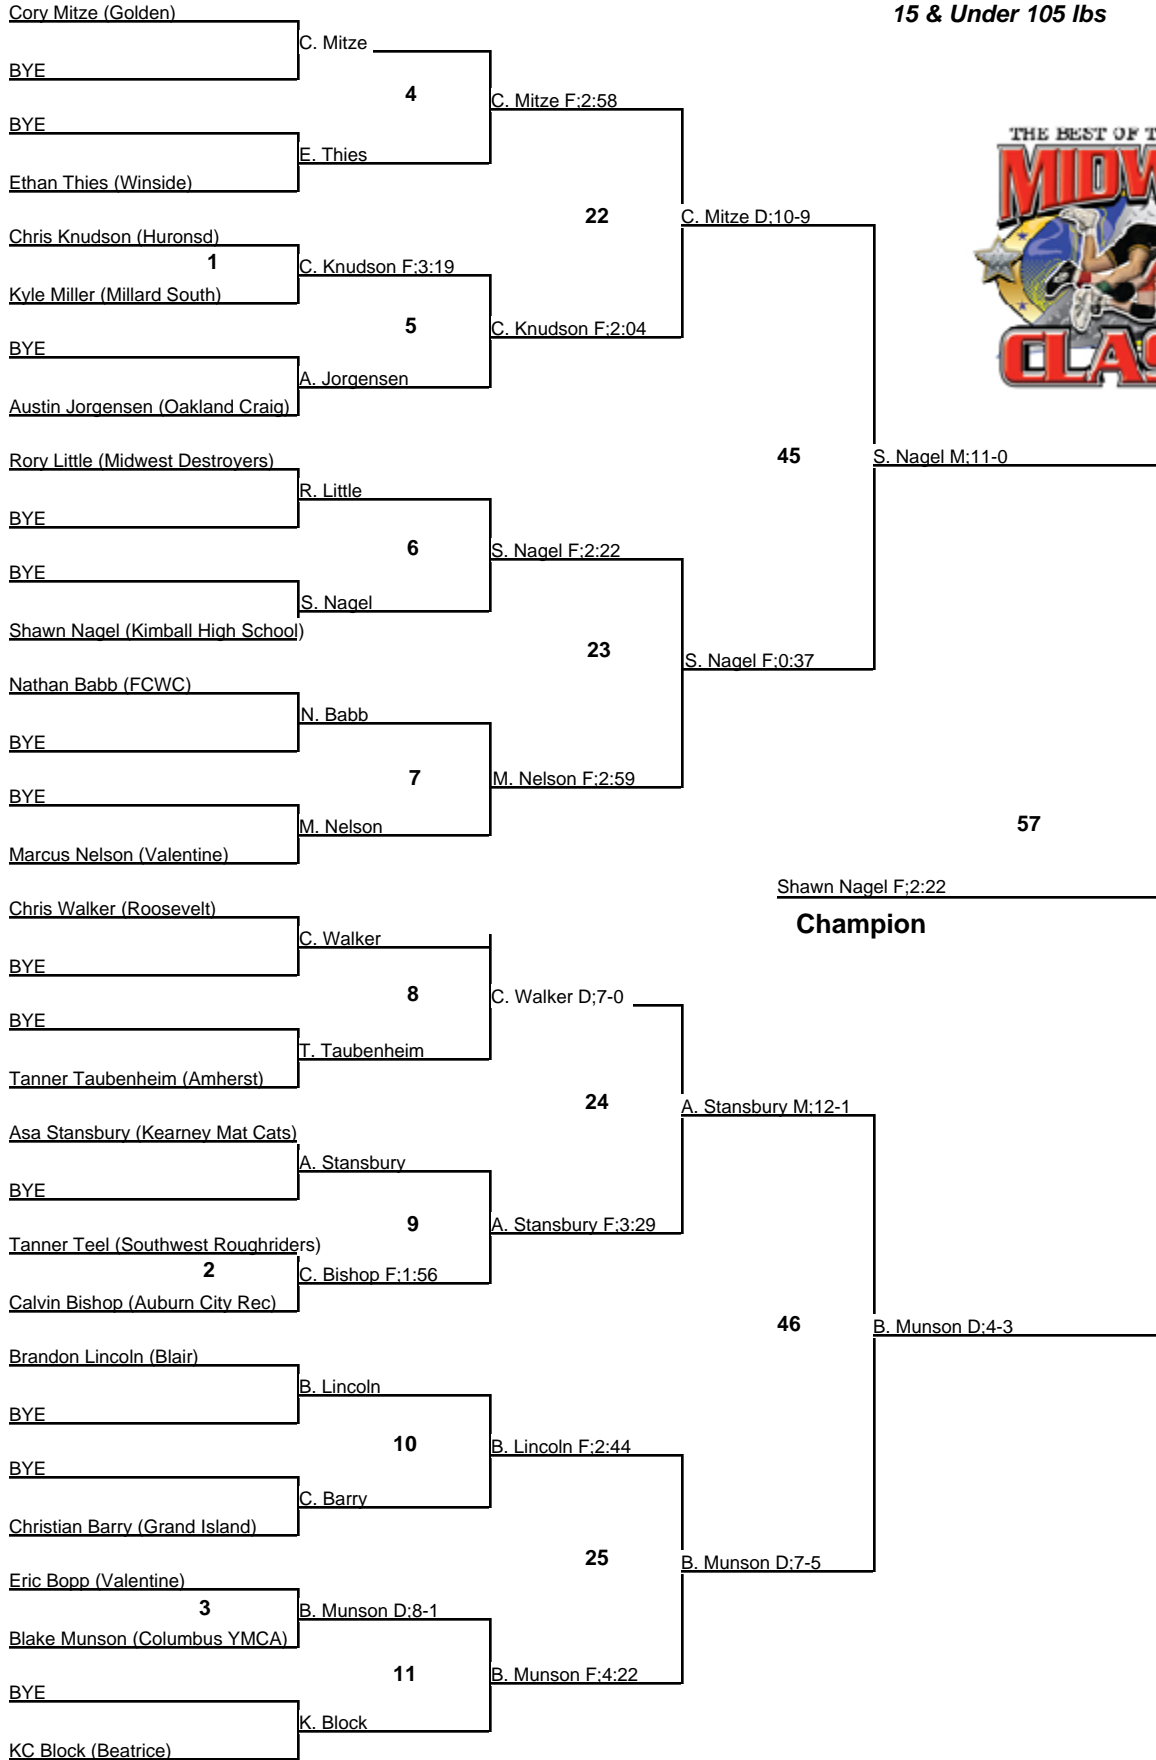 Cory Mitze (Golden)
15 & Under 105 lbs
C. Mitze
BYE
4
C. Mitze F;2:58
BYE
E. Thies
Ethan Thies (Winside)
THE BEST OF T
MIDW
CLAS
22
C. Mitze D;10-9
Chris Knudson (Huronsd)
1
C. Knudson F;3:19
Kyle Miller (Millard South)
5
C. Knudson F;2:04
BYE
A. Jorgensen
Austin Jorgensen (Oakland Craig)
45
S. Nagel M;11-0
Rory Little (Midwest Destroyers)
R. Little
BYE
6
S. Nagel F;2:22
BYE
S. Nagel
Shawn Nagel (Kimball High School)
23
S. Nagel F;0:37
Nathan Babb (FCWC)
N. Babb
BYE
7
M. Nelson F;2:59
BYE
M. Nelson
Marcus Nelson (Valentine)
57
Shawn Nagel F;2:22
Champion
Chris Walker (Roosevelt)
C. Walker
BYE
8
C. Walker D;7-0
BYE
T. Taubenheim
Tanner Taubenheim (Amherst)
24
A. Stansbury M;12-1
Asa Stansbury (Kearney Mat Cats)
A. Stansbury
BYE
9
A. Stansbury F;3:29
Tanner Teel (Southwest Roughriders)
2
C. Bishop F;1:56
Calvin Bishop (Auburn City Rec)
46
B. Munson D;4-3
Brandon Lincoln (Blair)
B. Lincoln
BYE
10
B. Lincoln F;2:44
BYE
C. Barry
Christian Barry (Grand Island)
25
B. Munson D;7-5
Eric Bopp (Valentine)
3
B. Munson D;8-1
Blake Munson (Columbus YMCA)
11
B. Munson F;4:22
BYE
K. Block
KC Block (Beatrice)